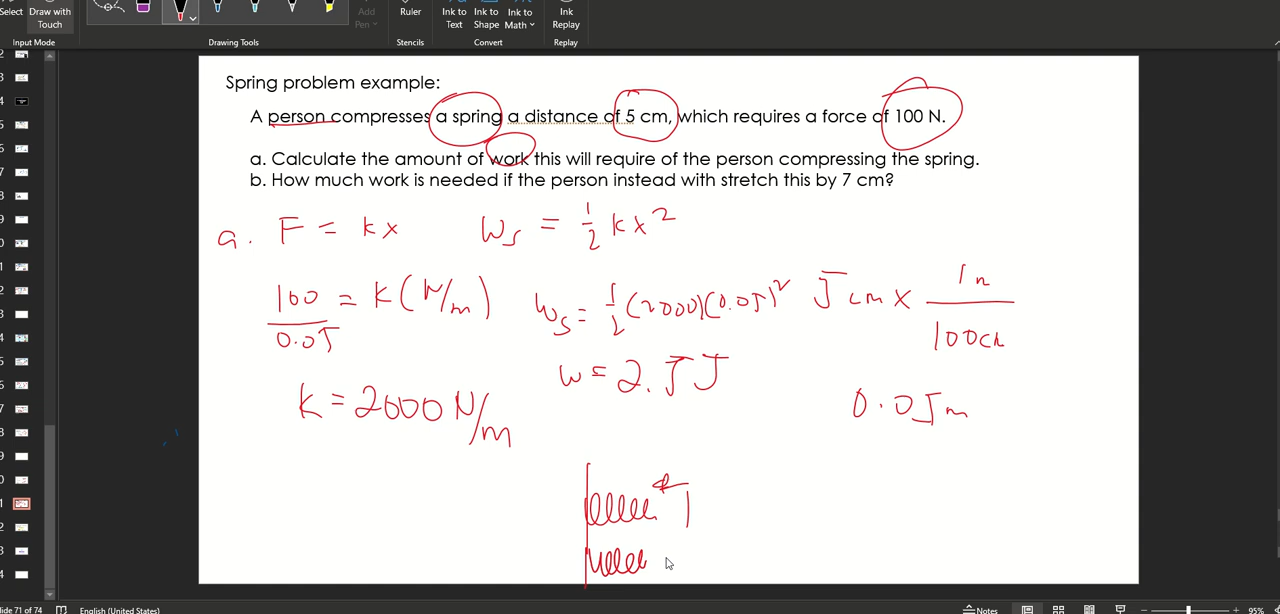 Select
Draw with
Touch
Add
Pen
Ruler
Ink to
Text
Ink to
Shape
Ink to
Math
Ink
Replay
Input Mode
Drawing Tools
Stencils
Convert
Replay
Spring problem example:
A person compresses a spring a distance of 5 cm, which requires a force of 100 N.
a. Calculate the amount of work this will require of the person compressing the spring.
b. How much work is needed if the person instead with stretch this by 7 cm?
a. F = kx Ws = 1/2 kx²
100/0.05 = k (N/m) Ws = 1/2 (2000)(0.05)² 5 cm x 1m/100cm
w = 2.5 J
k = 2000 N/m 0.05m
lide 71 of 74 English (United States) Notes 95%